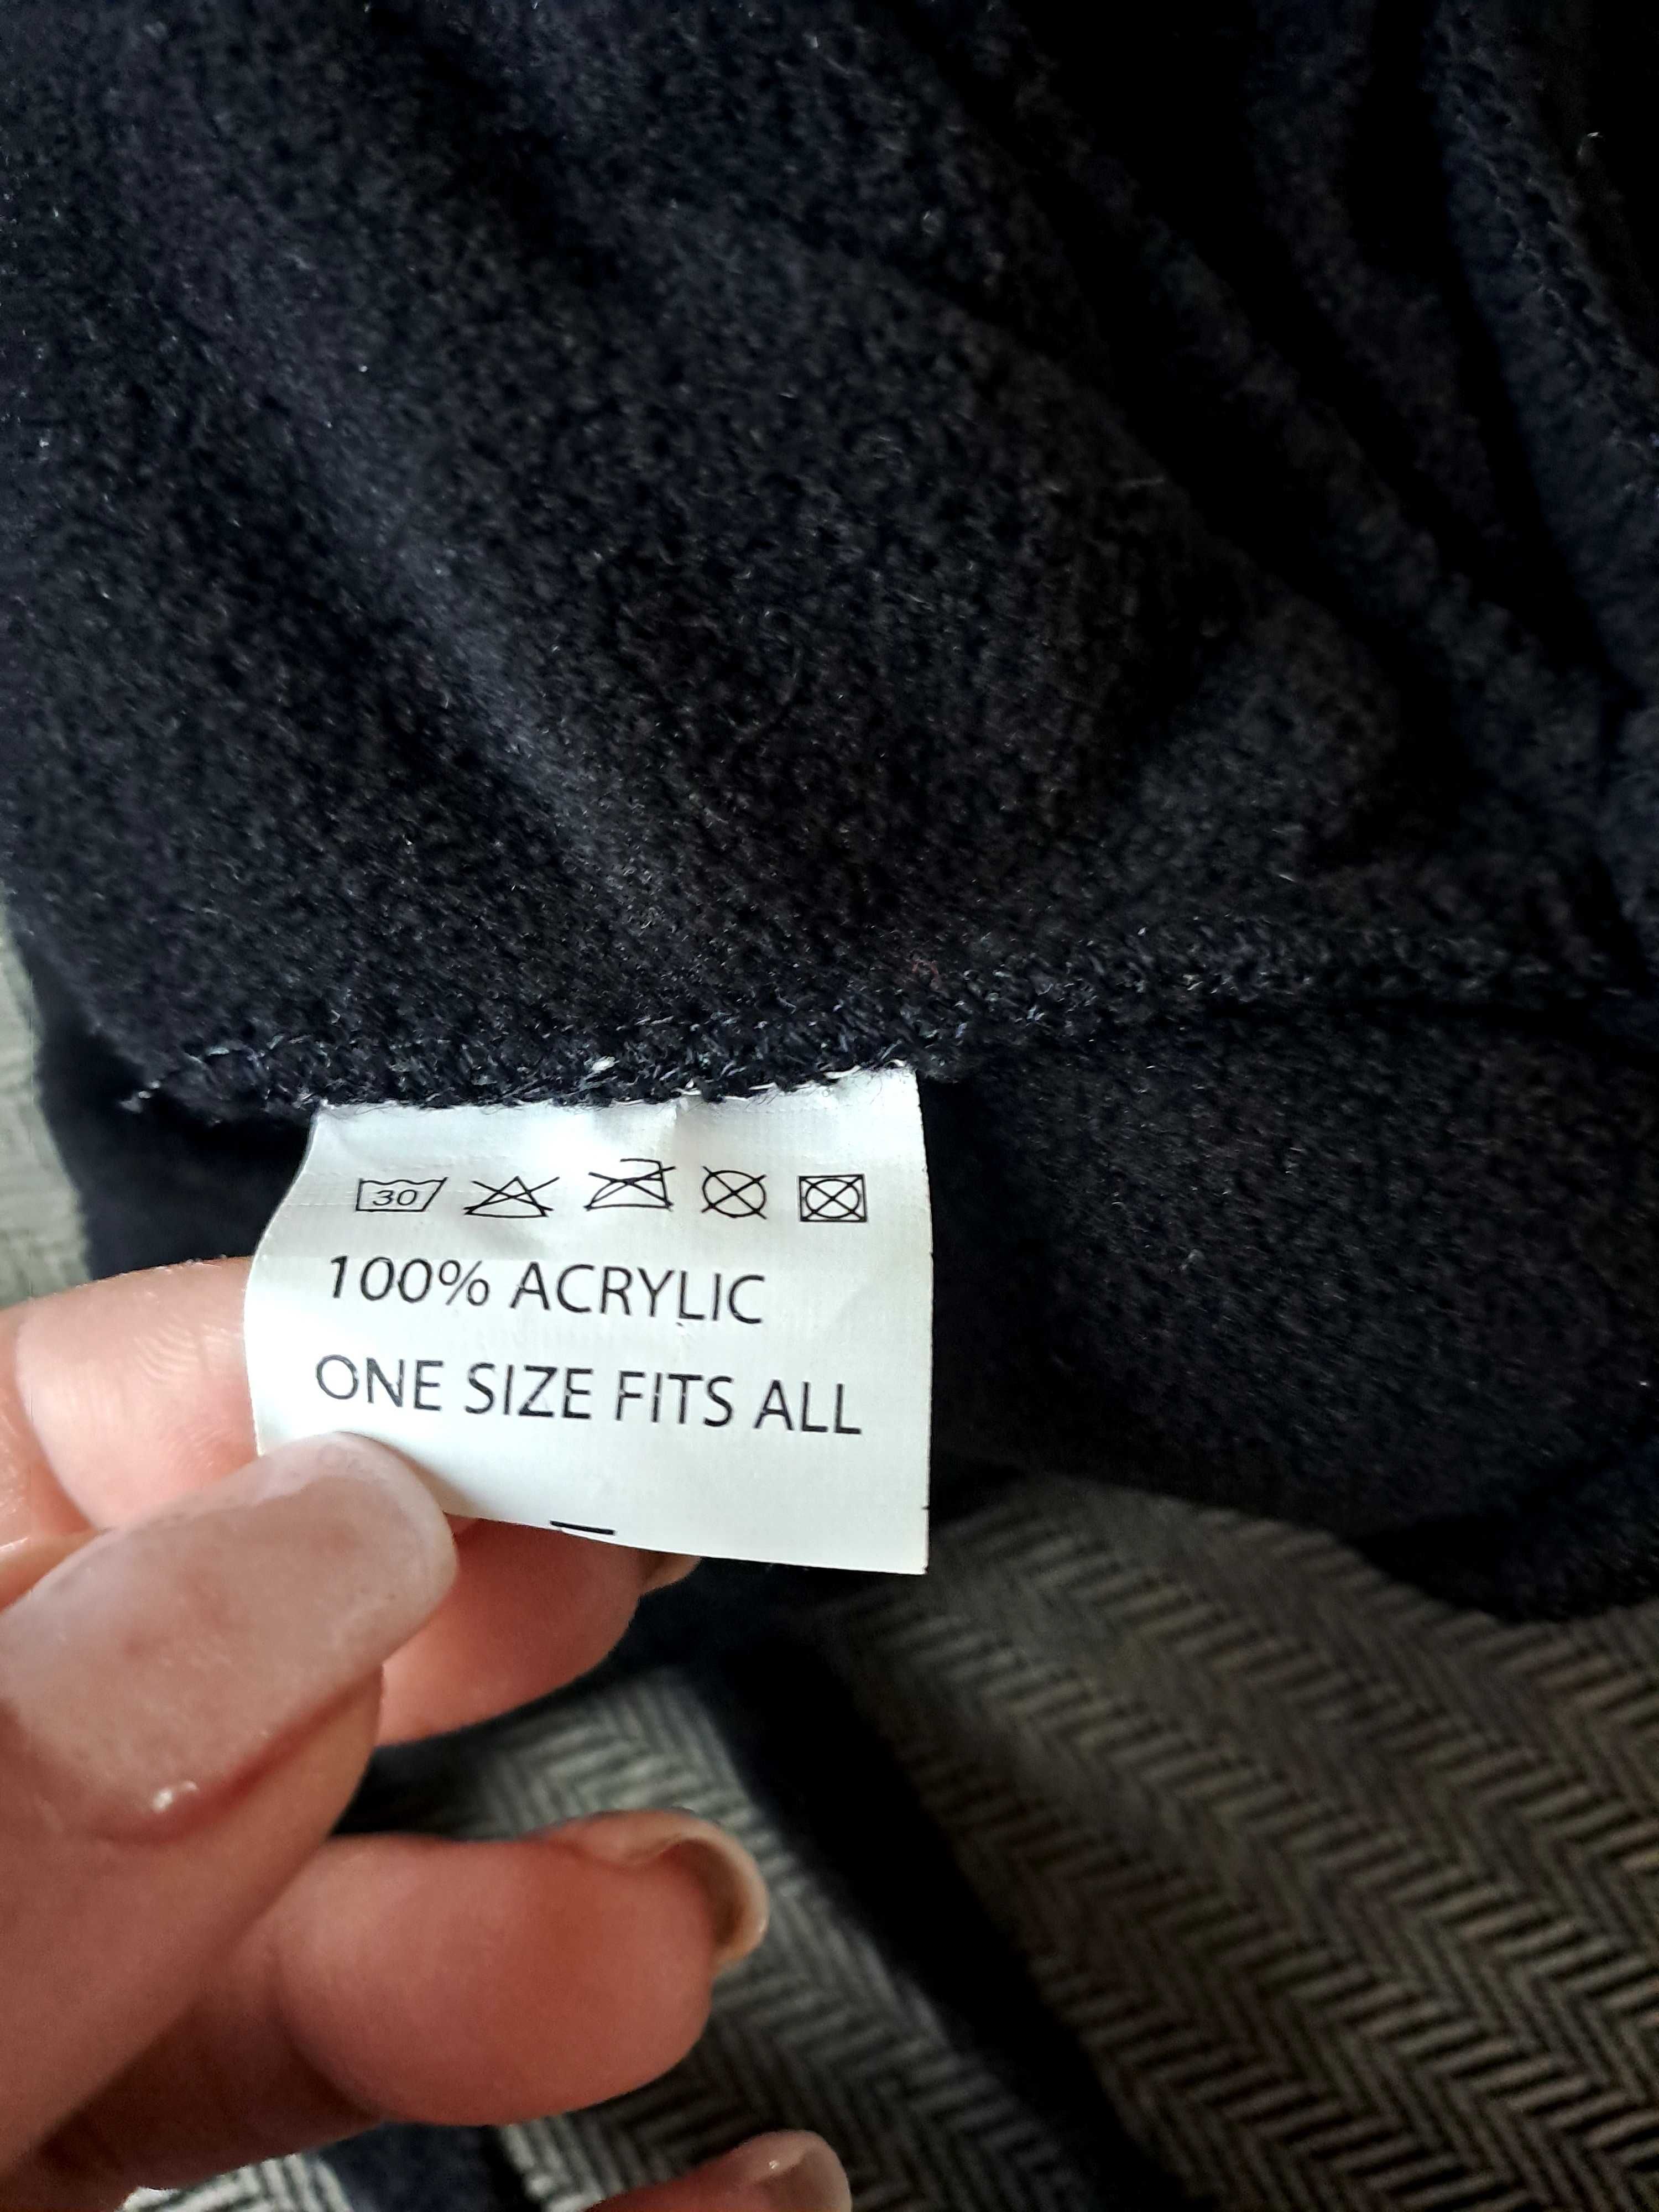 30
100% ACRYLIC
ONE SIZE FITS ALL